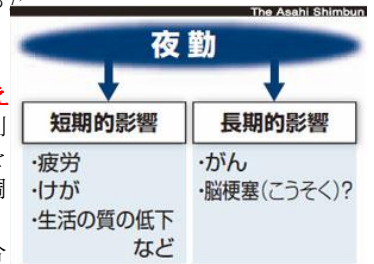 The Asahi Shimbun
夜勤
短期的影響
・疲労
・けが
・生活の質の低下
など
長期的影響
・がん
・脳梗塞(こうそく)?